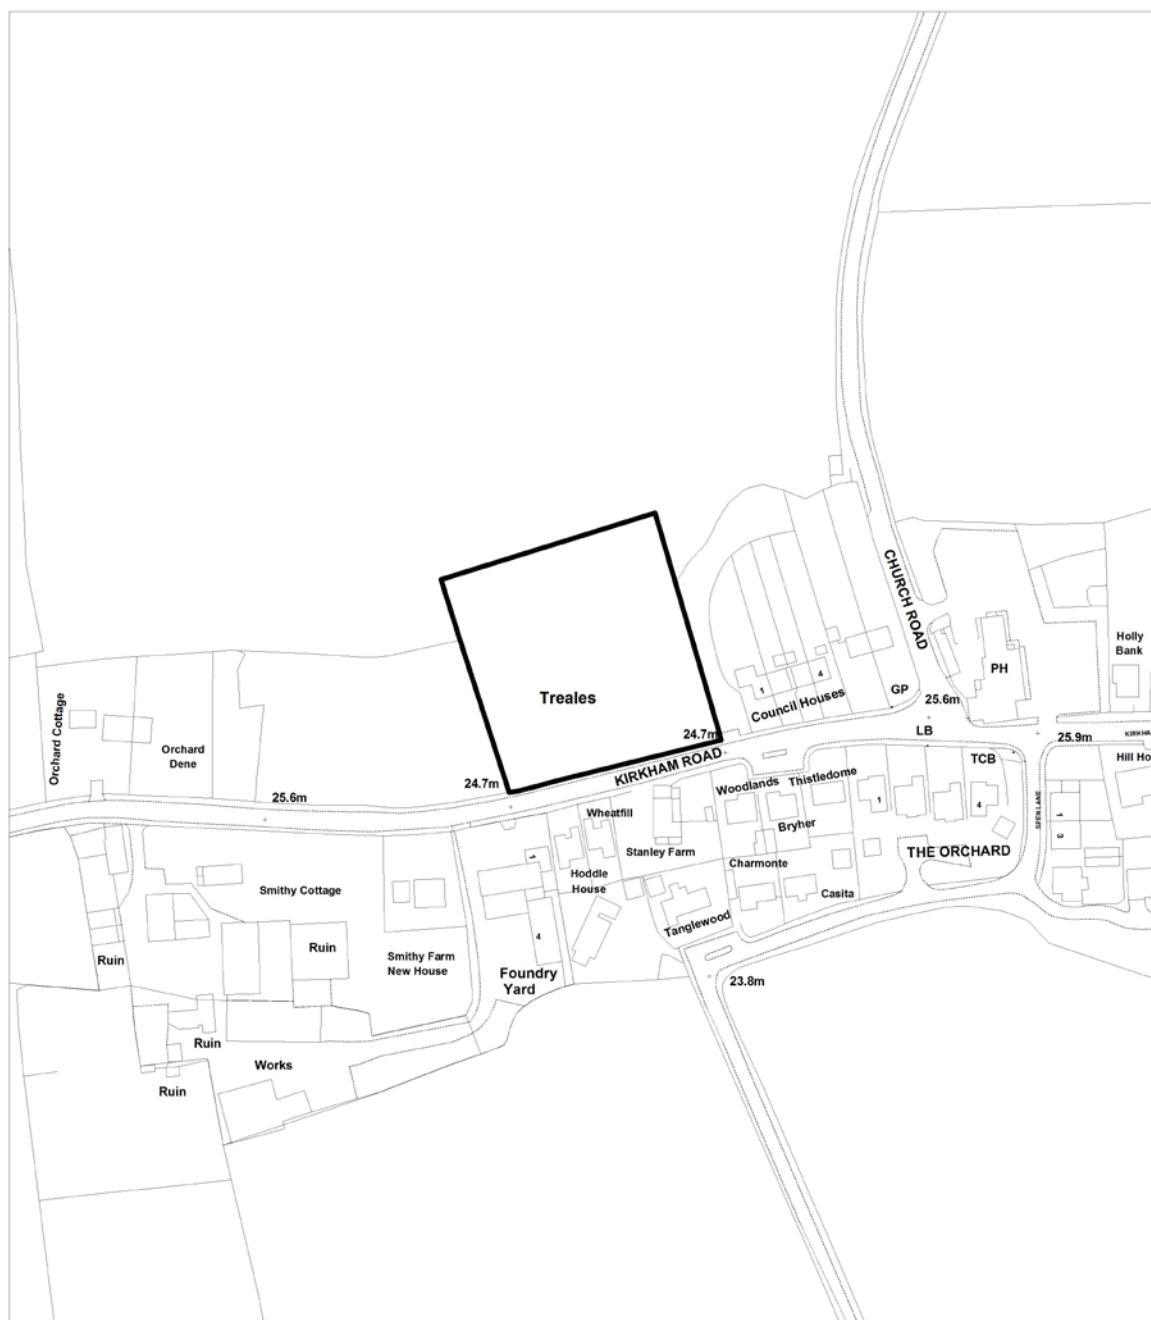 CHURCH ROAD
Holly
Bank
PH
4
1
Council Houses
GP
25.6m
Treales
Orchard Cottage
Orchard
Dene
24.7m
LB
25.9m
KIRKHAM ROAD
TCB
Hill Ho
24.7m
25.6m
Woodlands
Thistledome
1
4
SPEN LANE
1
3
Wheatfill
Bryher
Stanley Farm
THE ORCHARD
1
Charmonte
Hoddle
House
Smithy Cottage
Casita
Tanglewood
4
Ruin
Ruin
Smithy Farm
New House
Foundry
Yard
23.8m
Ruin
Works
Ruin